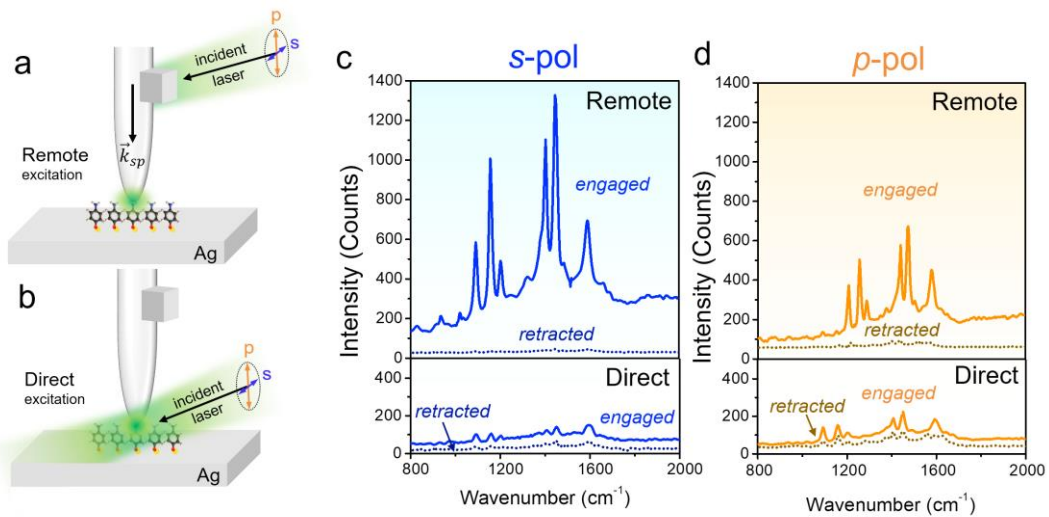 a
p
s
incident
laser
k_sp
Remote
excitation
Ag
b
p
s
incident
laser
Direct
excitation
Ag
c
s-pol
Intensity (Counts)
1400
1200
1000
800
600
400
200
0
Remote
engaged
retracted
400
200
0
Direct
retracted
engaged
800 1200 1600 2000
Wavenumber (cm⁻¹)
d
p-pol
Intensity (Counts)
1400
1200
1000
800
600
400
200
0
Remote
engaged
retracted
400
200
0
Direct
engaged
retracted
800 1200 1600 2000
Wavenumber (cm⁻¹)